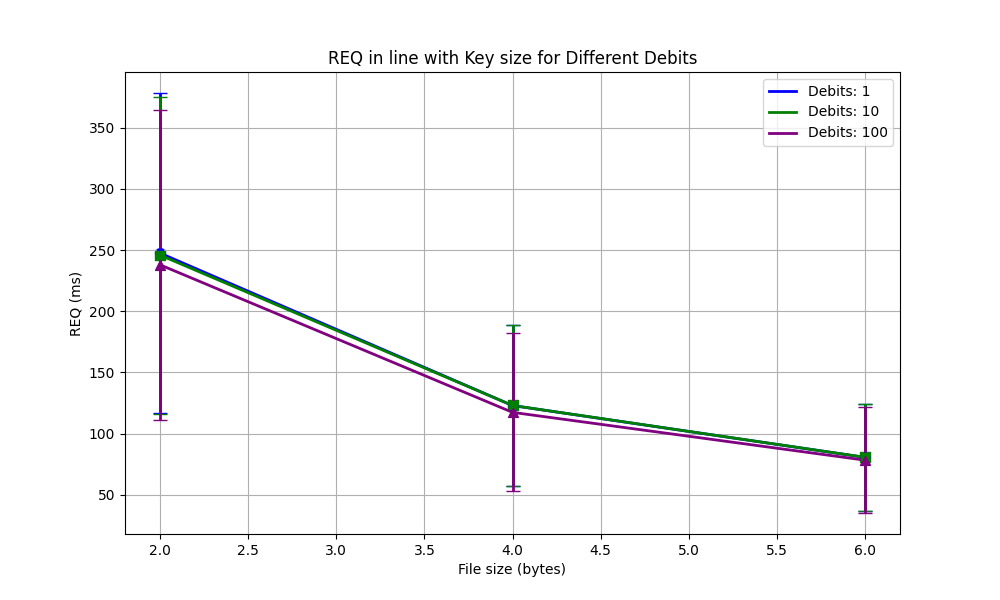 REQ in line with Key size for Different Debits
Debits: 1
Debits: 10
Debits: 100
REQ (ms)
350
300
250
200
150
100
50
2.0 2.5 3.0 3.5 4.0 4.5 5.0 5.5 6.0
File size (bytes)